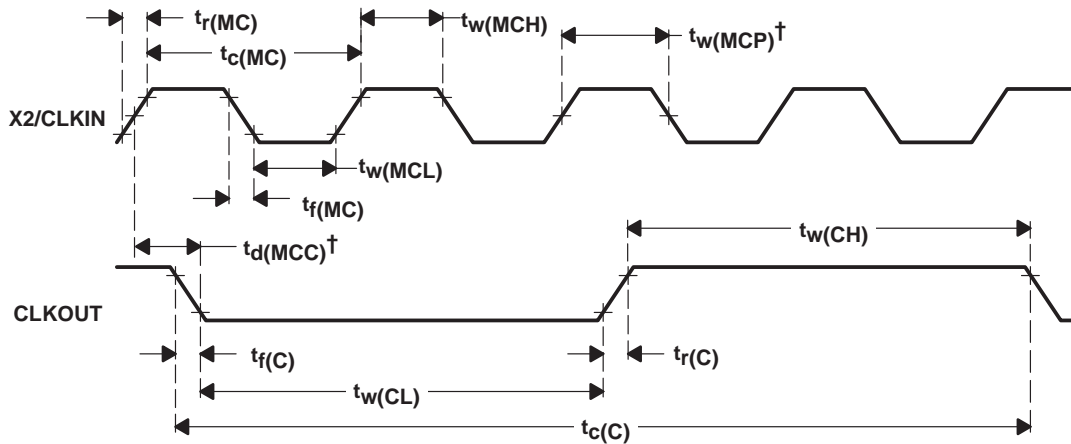 tr(MC)
tw(MCH)
tw(MCP)†
tc(MC)
X2/CLKIN
tw(MCL)
tf(MC)
td(MCC)†
tw(CH)
CLKOUT
tf(C)
tr(C)
tw(CL)
tc(C)